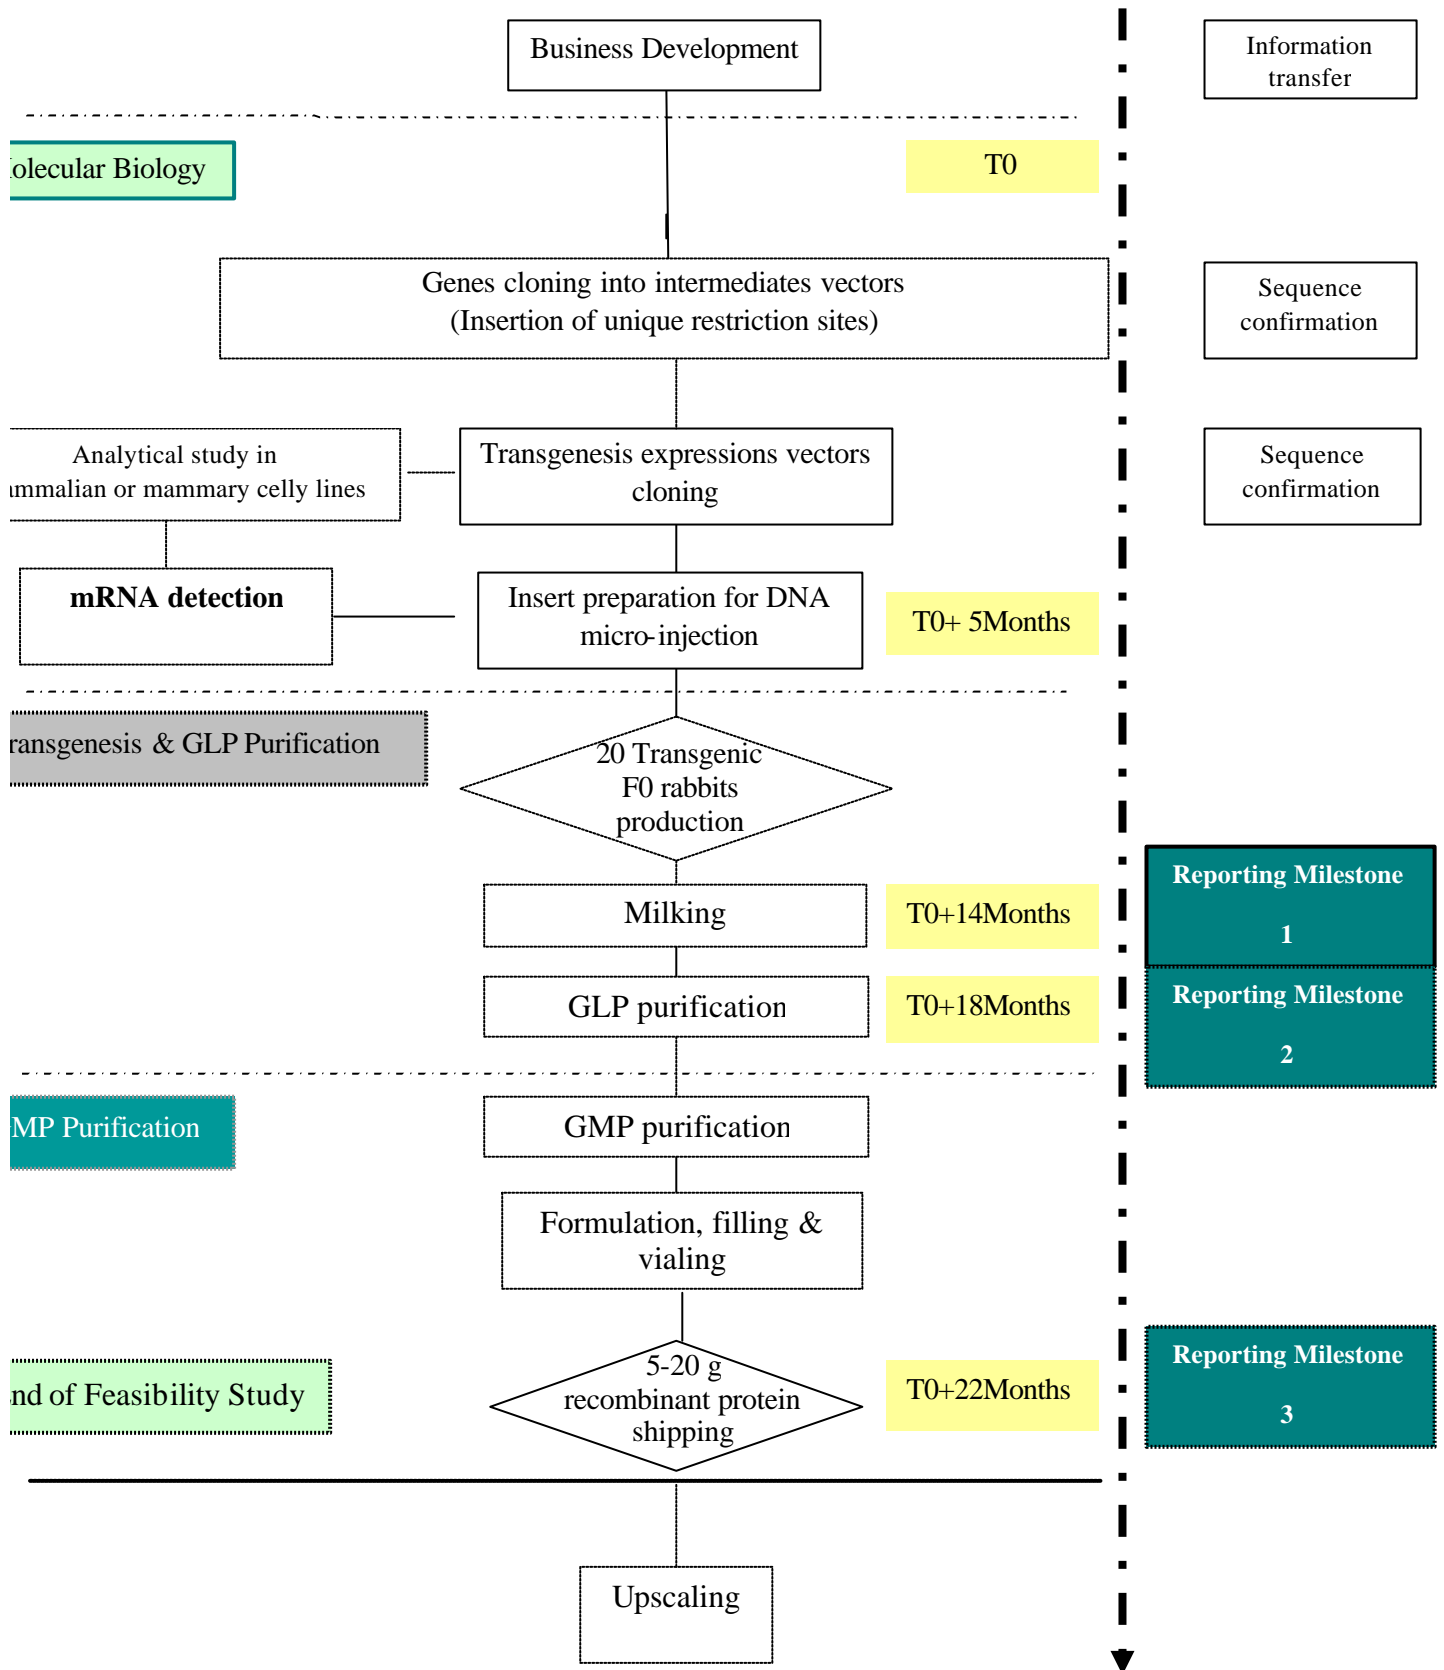 Business Development
Information
transfer
olecular Biology
T0
Genes cloning into intermediates vectors
(Insertion of unique restriction sites)
Sequence
confirmation
Analytical study in
ammalian or mammary celly lines
Transgenesis expressions vectors
cloning
Sequence
confirmation
mRNA detection
Insert preparation for DNA
micro-injection
T0+ 5Months
ransgenesis & GLP Purification
20 Transgenic
F0 rabbits
production
Milking
T0+14Months
Reporting Milestone
1
GLP purification
T0+18Months
Reporting Milestone
2
MP Purification
GMP purification
Formulation, filling &
vialing
nd of Feasibility Study
5-20 g
recombinant protein
shipping
T0+22Months
Reporting Milestone
3
Upscaling